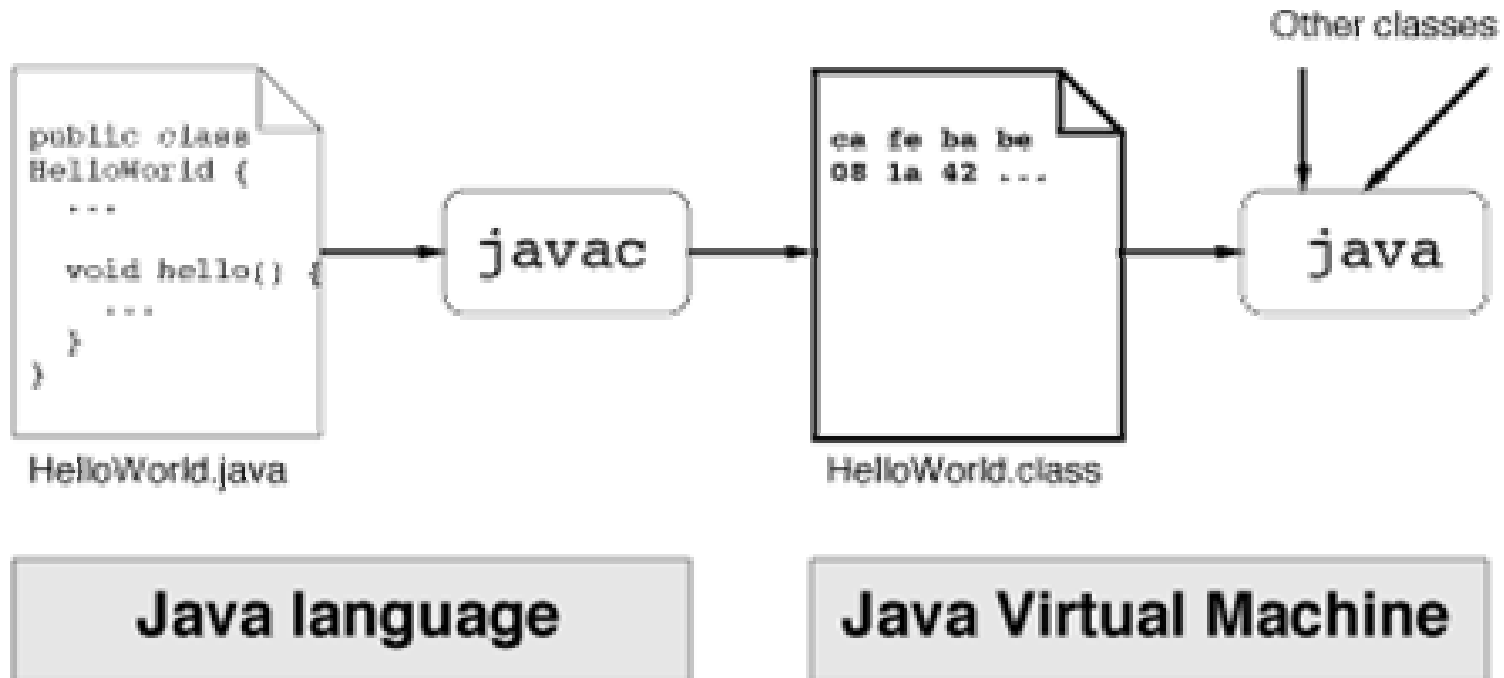 Other classes
public class
HelloWorld {
...
void hello() {
...
}
}
HelloWorld.java
javac
ca fe ba be
08 1a 42 ...
HelloWorld.class
java
Java language
Java Virtual Machine